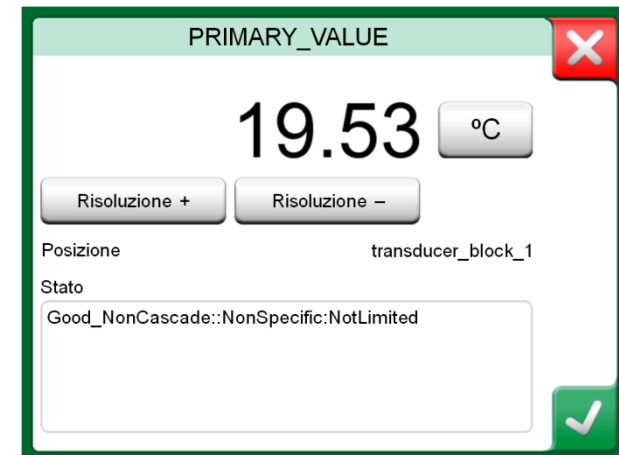 PRIMARY_VALUE
19.53 ºC
Risoluzione + Risoluzione –
Posizione transducer_block_1
Stato
Good_NonCascade::NonSpecific:NotLimited